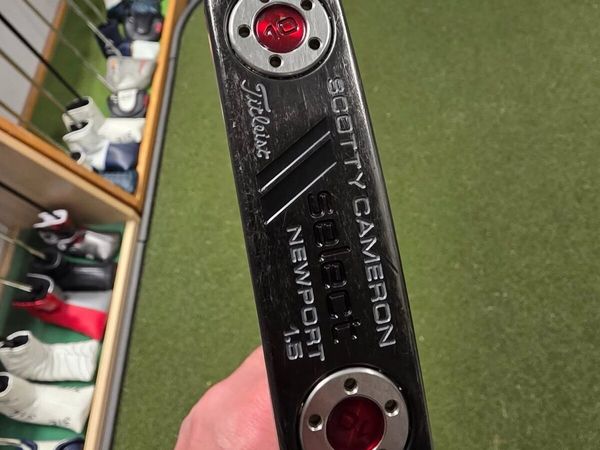 SCOTTY CAMERON
select:
NEWPORT
1.5
Titleist
10